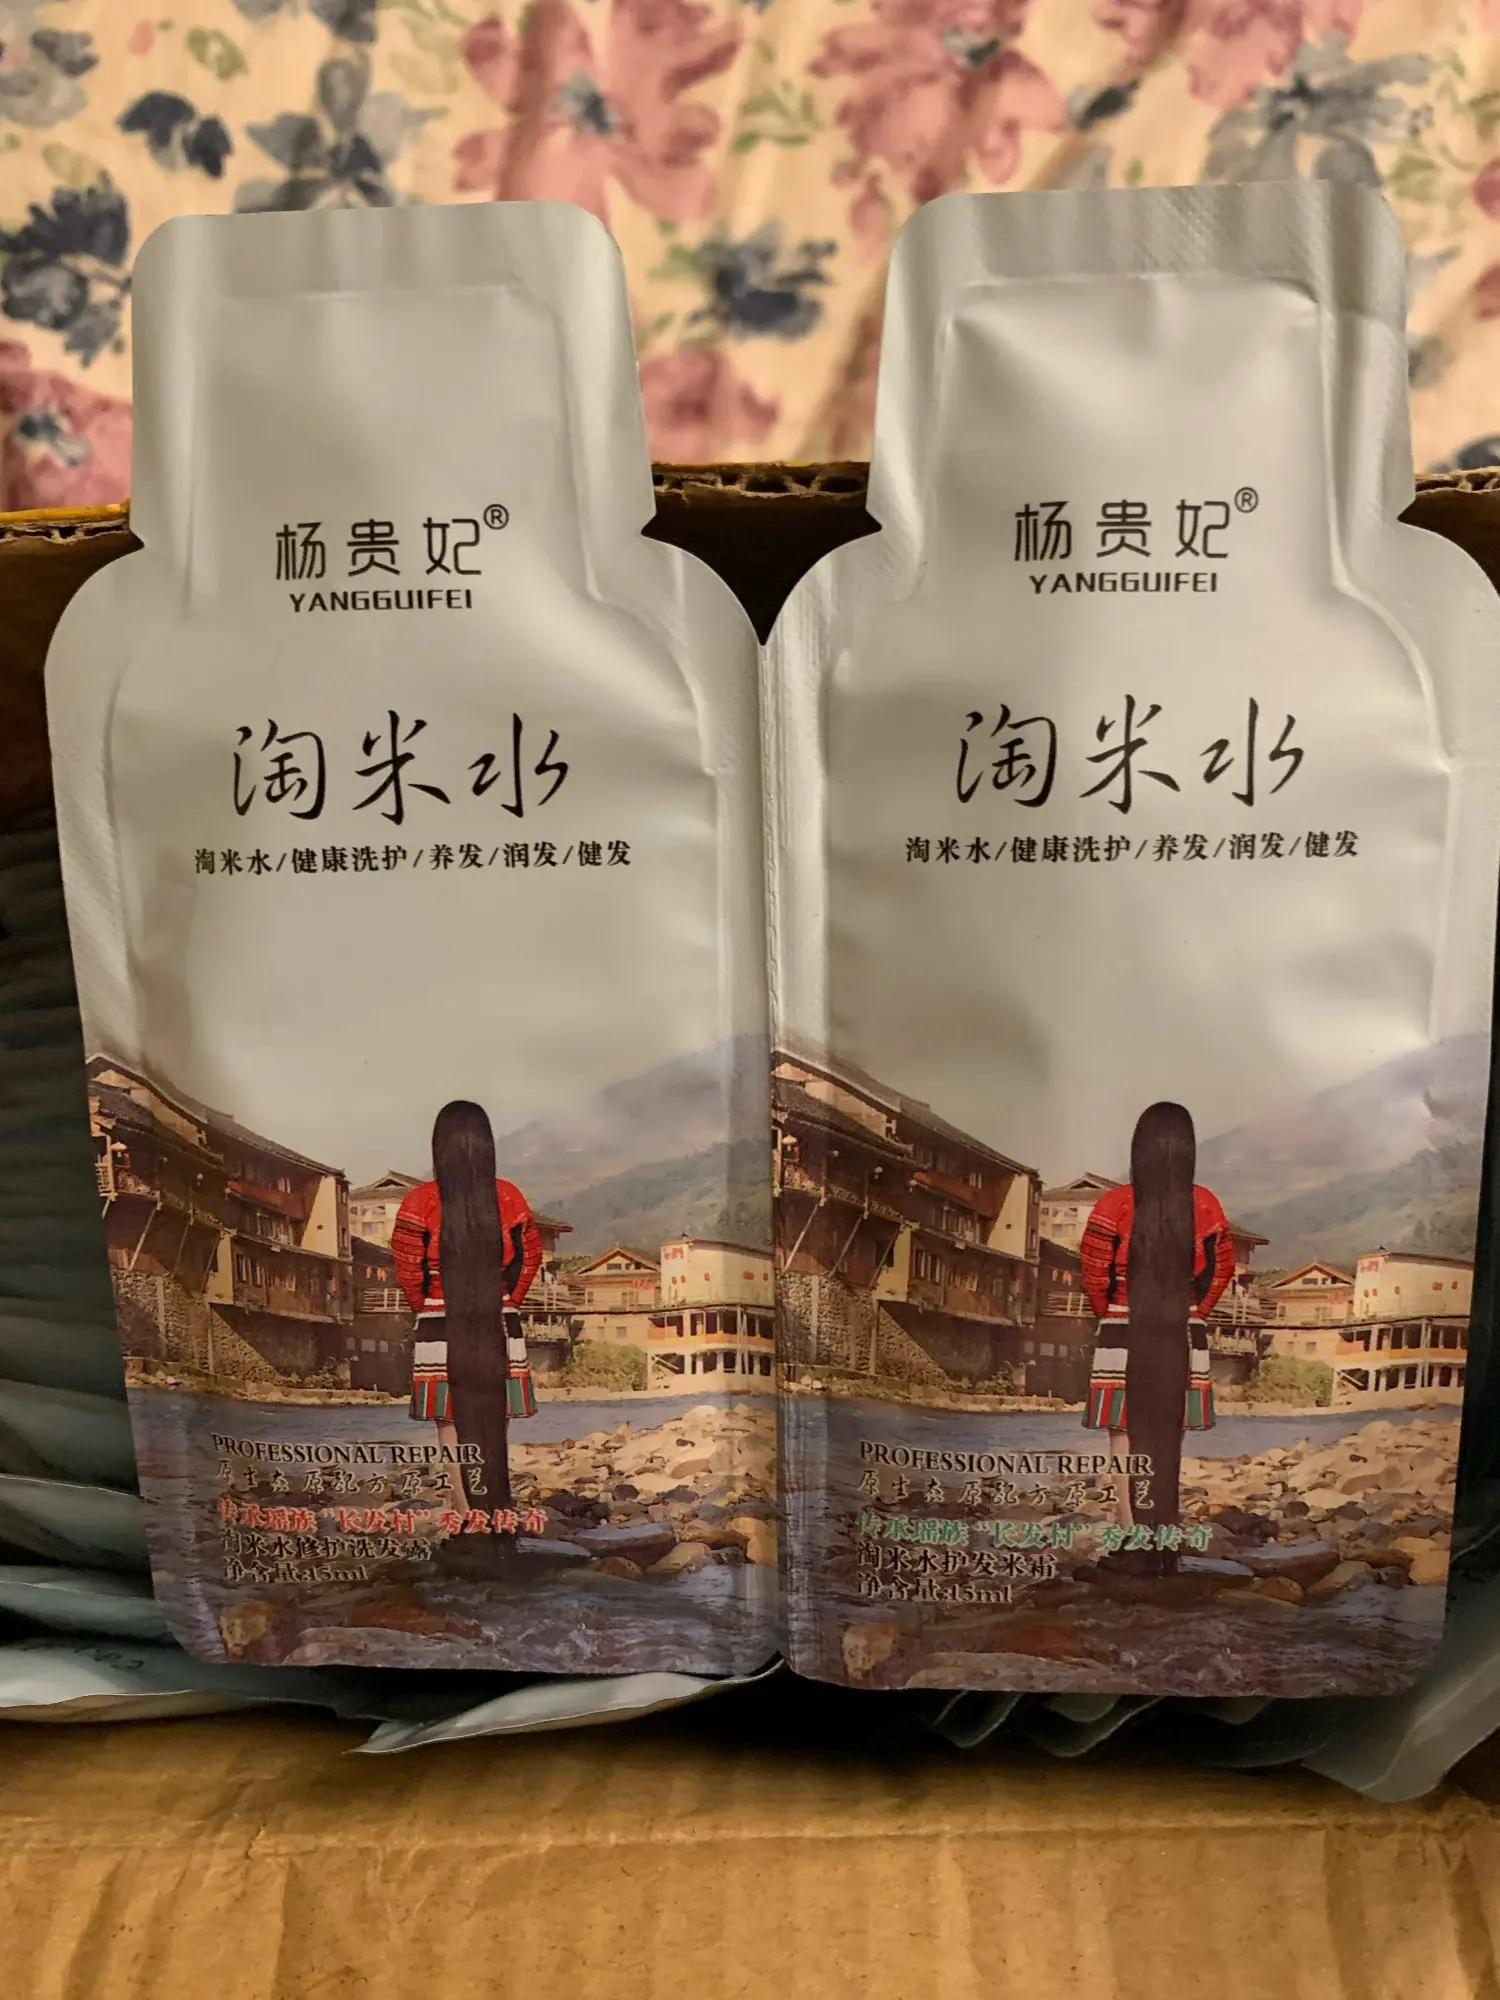 杨贵妃®
YANGGUIFEI
淘米水
淘米水/健康洗护/养发/润发/健发
PROFESSIONAL REPAIR
原生态原配方原工艺
传承瑶族“长发村”秀发传奇
淘米水修护洗发露
净含量:15ml
杨贵妃®
YANGGUIFEI
淘米水
淘米水/健康洗护/养发/润发/健发
PROFESSIONAL REPAIR
原生态原配方原工艺
传承瑶族“长发村”秀发传奇
淘米水护发米霜
净含量:15ml